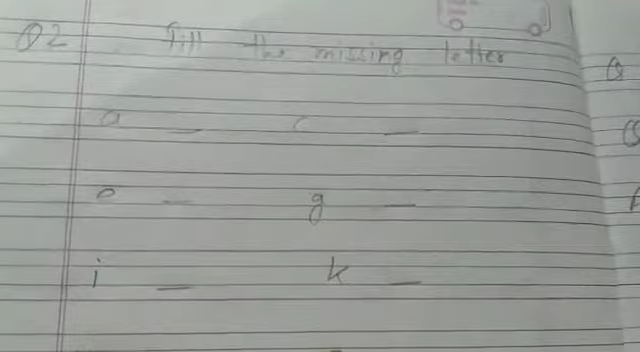 Q2 Fill the missing letter
a _ c _
e _ g _
i _ k _